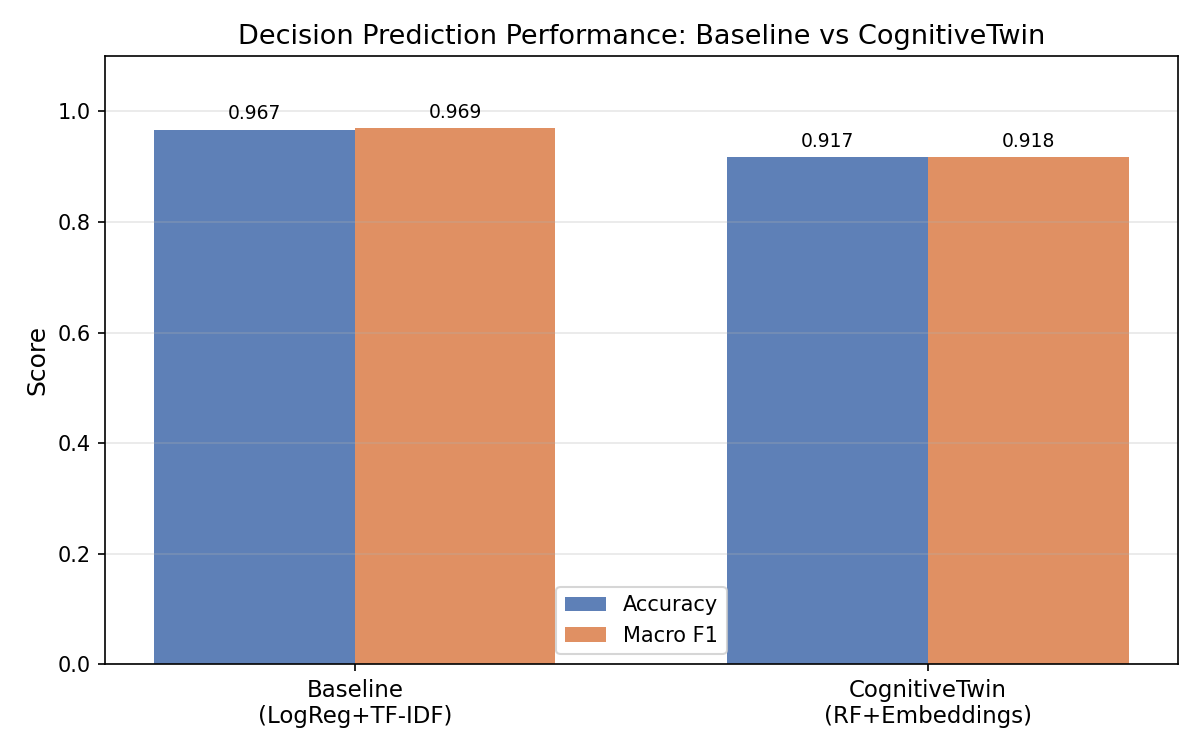 Decision Prediction Performance: Baseline vs CognitiveTwin
Score
1.0
0.8
0.6
0.4
0.2
0.0
0.967
0.969
0.917
0.918
Accuracy
Macro F1
Baseline
(LogReg+TF-IDF)
CognitiveTwin
(RF+Embeddings)